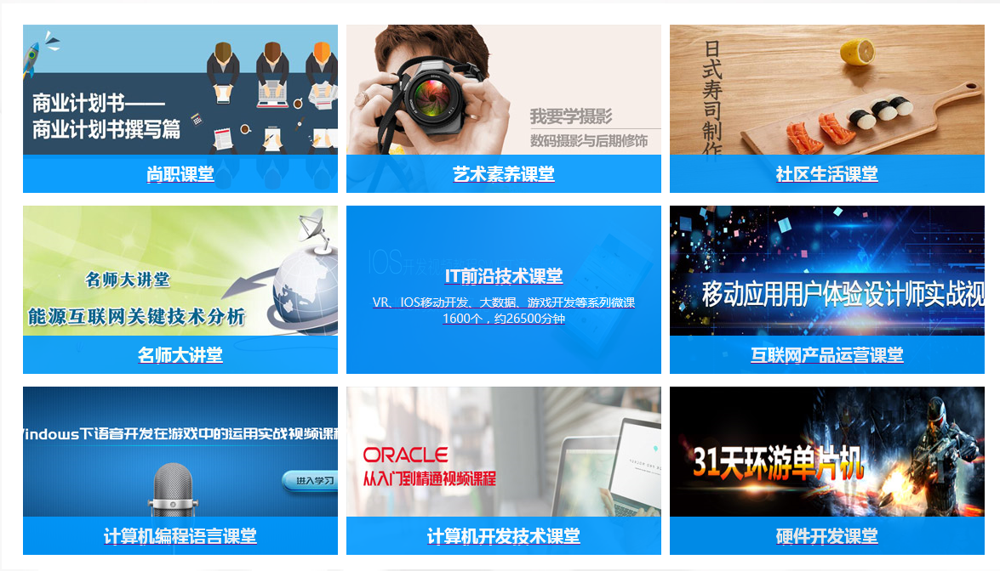 商业计划书——
商业计划书撰写篇
尚职课堂
我要学摄影
数码摄影与后期修饰
艺术素养课堂
日式寿司制作
社区生活课堂
名师大讲堂
能源互联网关键技术分析
名师大讲堂
IT前沿技术课堂
VR、IOS移动开发、大数据、游戏开发等系列微课
1600个，约26500分钟
移动应用用户体验设计师实战视
互联网产品运营课堂
indows下语音开发在游戏中的运用实战视频课程
进入学习
计算机编程语言课堂
ORACLE
从入门到精通视频课程
计算机开发技术课堂
31天环游单片机
硬件开发课堂